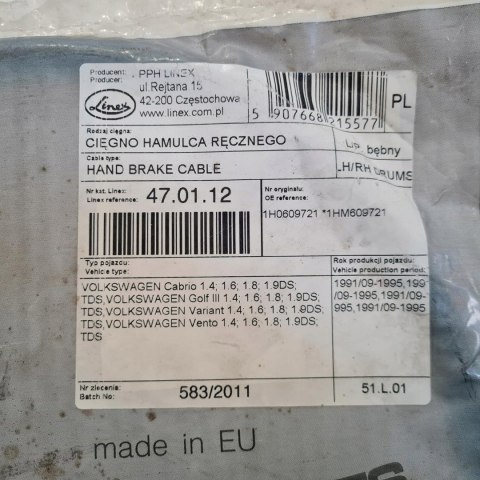 Producent:
Producer:
PPH LINEX
ul.Rejtana 15
42-200 Częstochowa
www.linex.com.pl
Linex
5 907668 215577
PL
Rodzaj cięgna:
CIĘGNO HAMULCA RĘCZNEGO
L/P, bębny
Cable type:
HAND BRAKE CABLE
LH/RH DRUMS
Nr kat. Linex:
Linex reference:
47.01.12
Nr oryginału:
OE reference:
1H0609721 *1HM609721
Typ pojazdu:
Vehicle type:
Rok produkcji pojazdu:
Vehicle production period:
VOLKSWAGEN Cabrio 1.4; 1.6; 1.8; 1.9DS;
TDS,VOLKSWAGEN Golf III 1.4; 1.6; 1.8; 1.9DS;
TDS,VOLKSWAGEN Variant 1.4; 1.6; 1.8; 1.9DS;
TDS,VOLKSWAGEN Vento 1.4; 1.6; 1.8; 1.9DS;
TDS
1991/09-1995,199
/09-1995,1991/09-
995,1991/09-1995
Nr zlecenia:
Batch No:
583/2011
51.L.01
made in EU